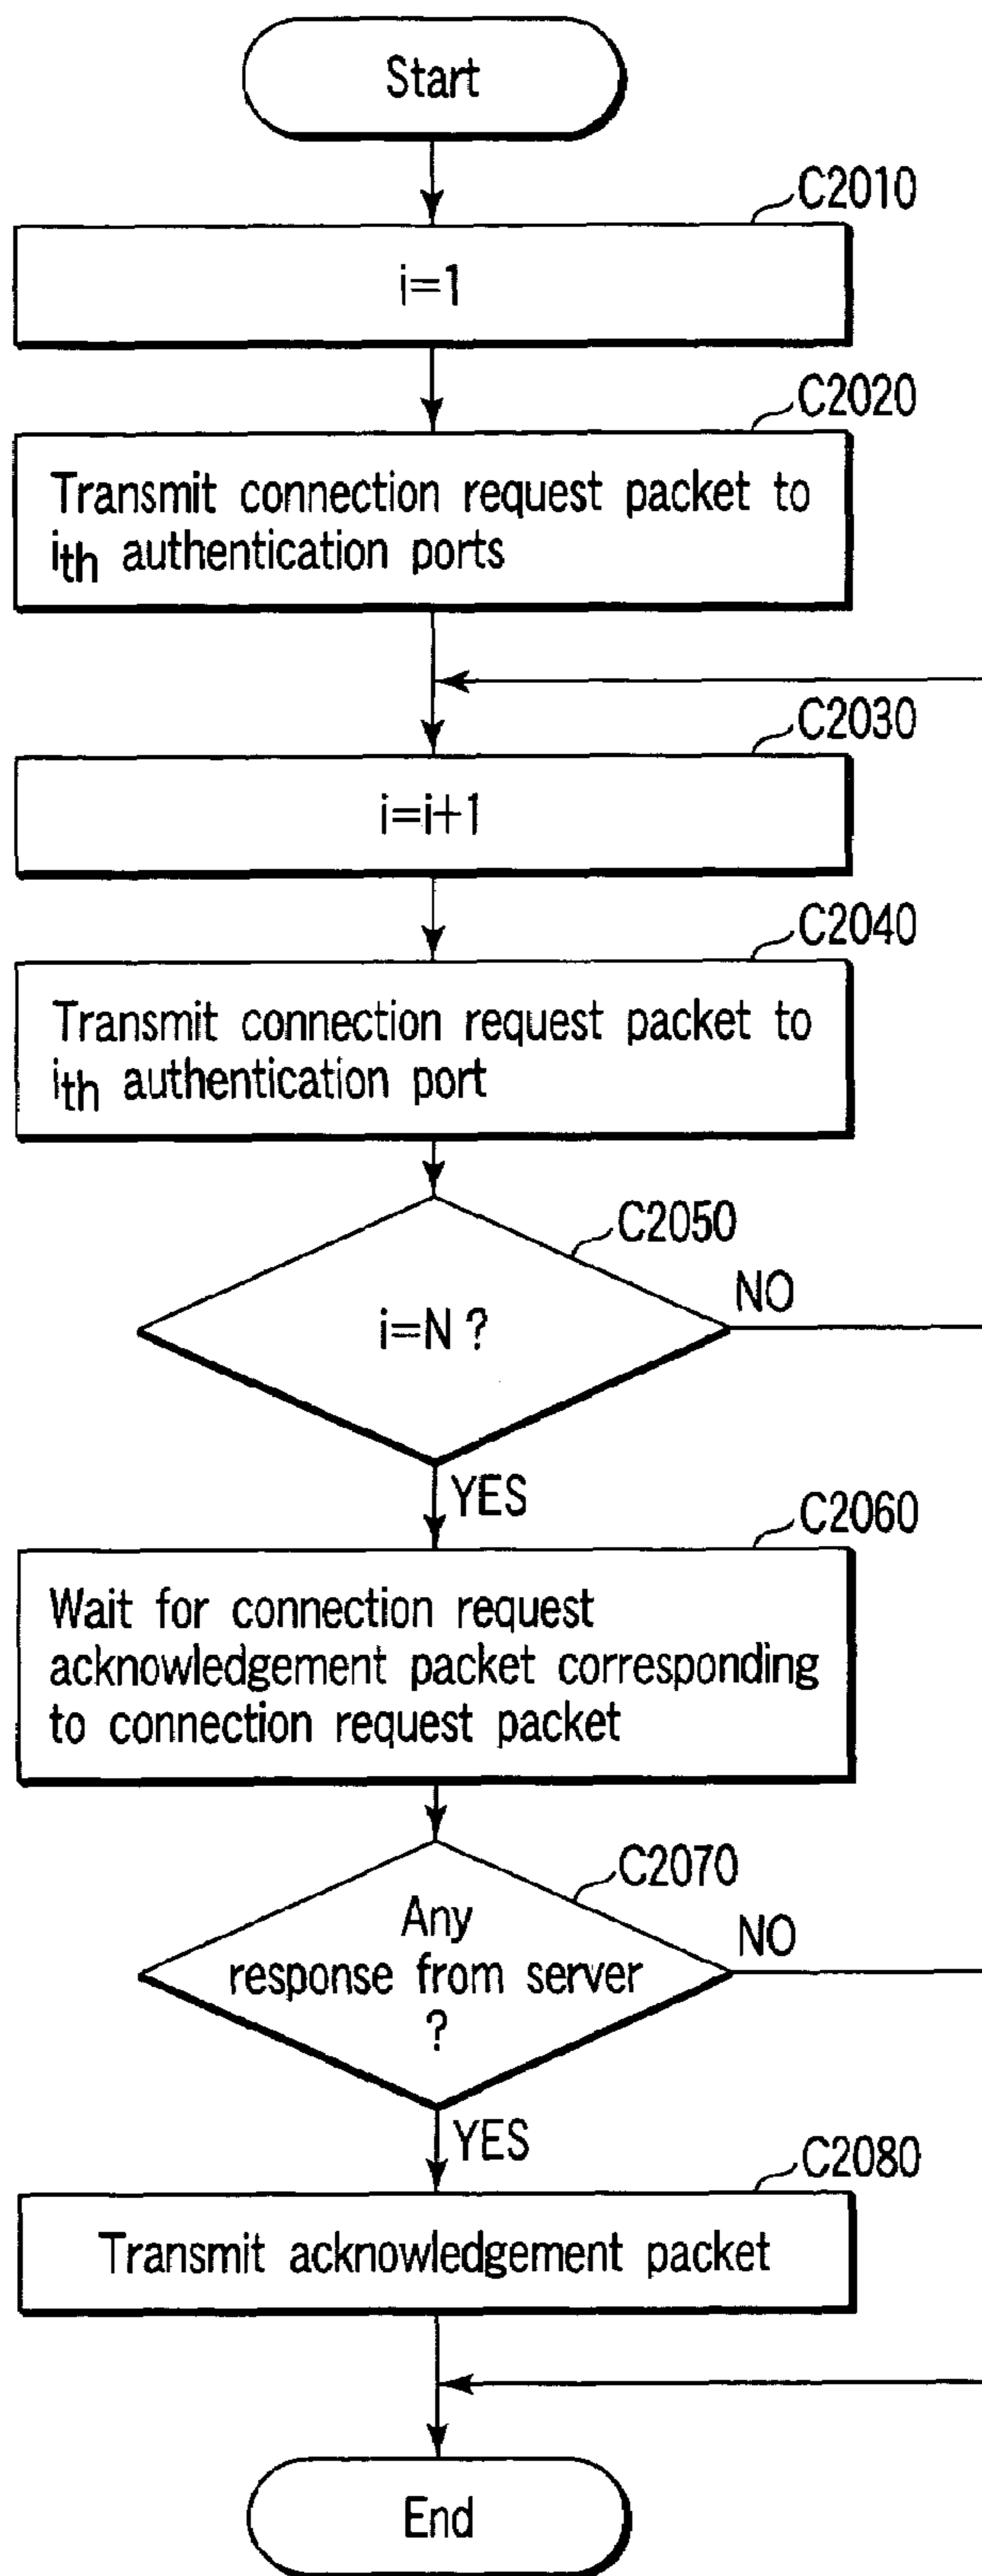 Start
C2010
i=1
C2020
Transmit connection request packet to
ith authentication ports
C2030
i=i+1
C2040
Transmit connection request packet to
ith authentication port
C2050
i=N ?
NO
YES
C2060
Wait for connection request
acknowledgement packet corresponding
to connection request packet
C2070
Any
response from server
?
NO
YES
C2080
Transmit acknowledgement packet
End